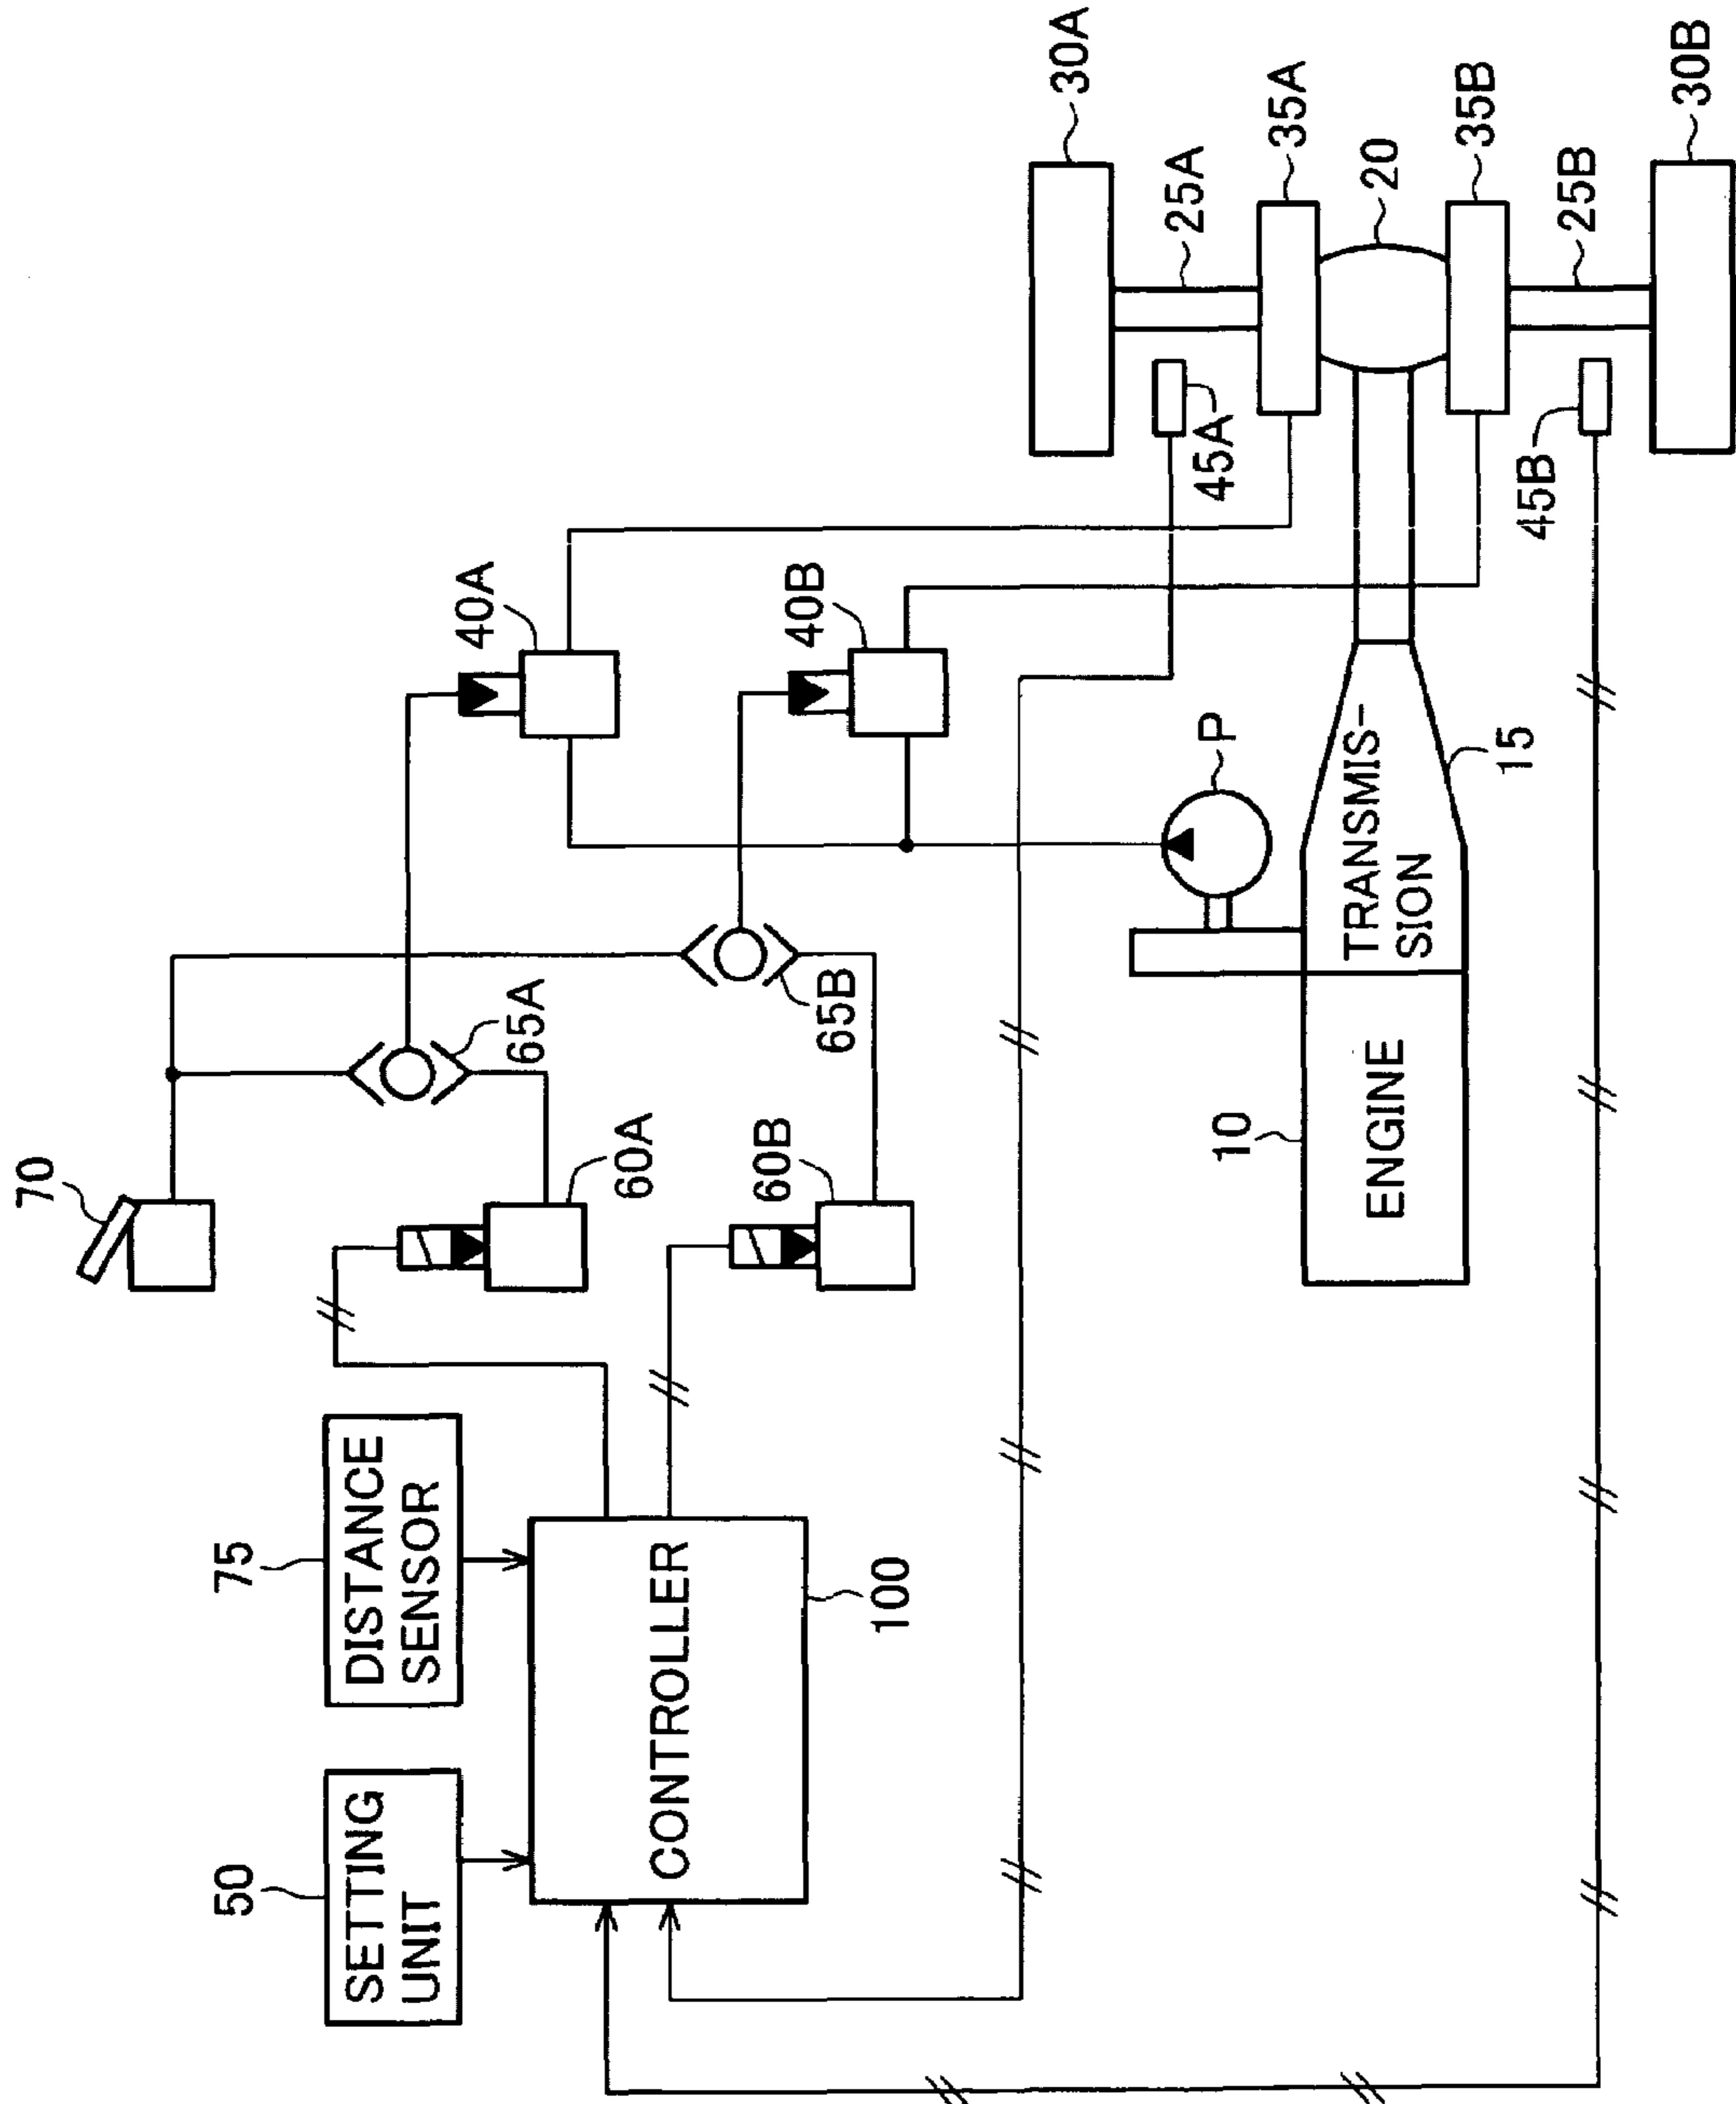 70
75
DISTANCE
SENSOR
50
SETTING
UNIT
CONTROLLER
100
60A
60B
65A
65B
40A
40B
P
10
ENGINE
TRANSMIS-
SION
15
45A
45B
30A
25A
35A
20
35B
25B
30B